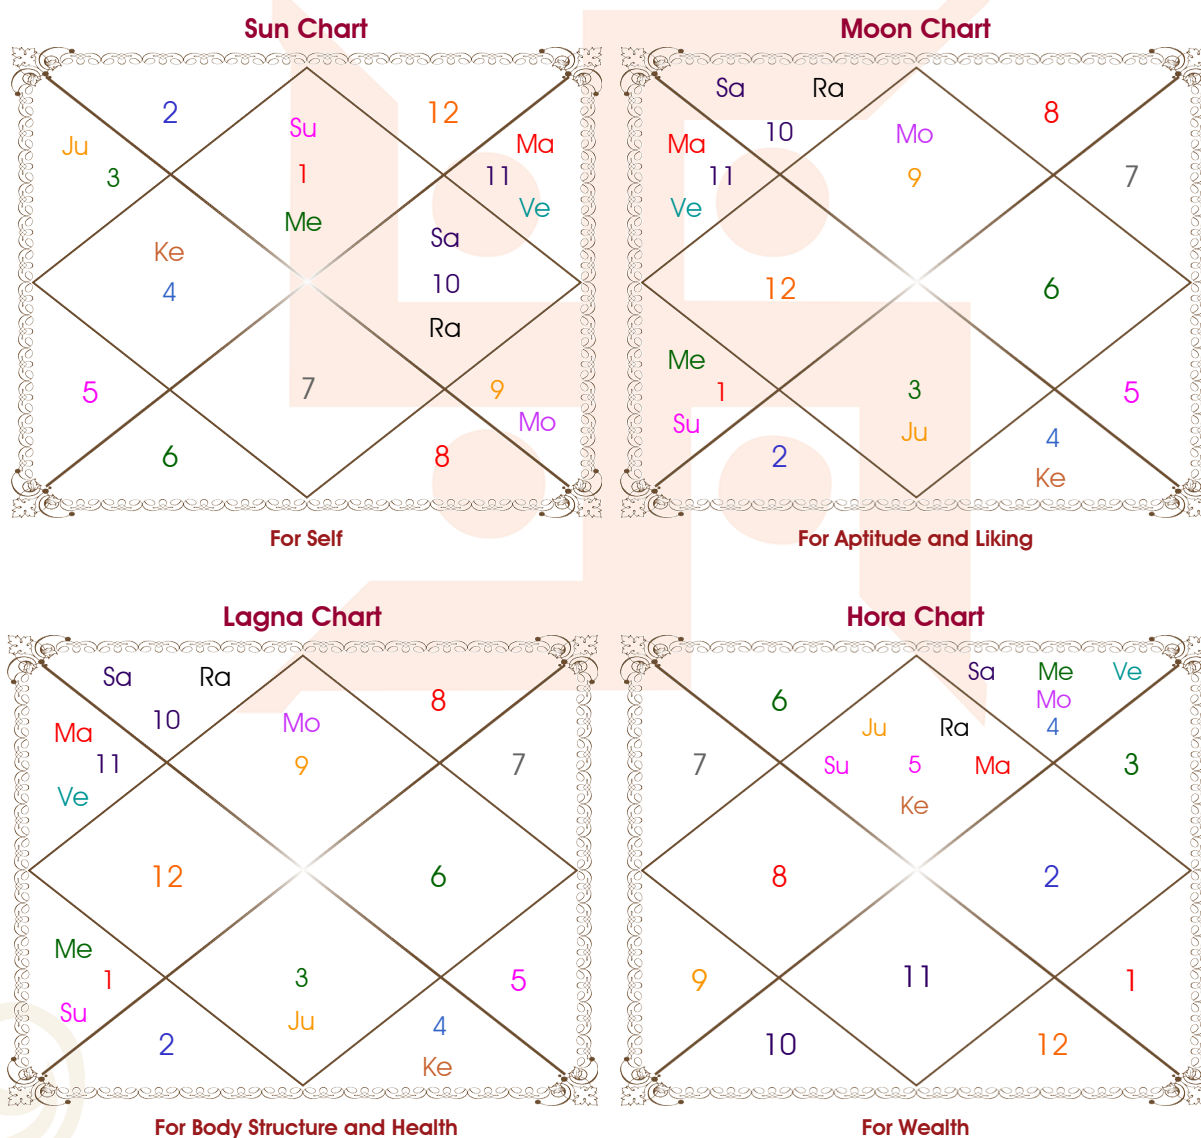 Sun Chart
2
Su
12
Ju
Ma
3
1
11
Me
Ve
Ke
Sa
4
10
Ra
5
7
9
Mo
6
8
For Self
Moon Chart
Sa Ra
8
10
Mo
Ma
11
9
7
Ve
12
6
Me
1
3
5
Su
Ju
4
2
Ke
For Aptitude and Liking
Lagna Chart
Sa Ra
8
10
Mo
Ma
11
9
7
Ve
12
6
Me
1
3
5
Su
Ju
4
2
Ke
For Body Structure and Health
Hora Chart
Sa Me Ve
6
Mo
Ju Ra
4
7
Su 5 Ma
3
Ke
8
2
9
11
1
10
12
For Wealth